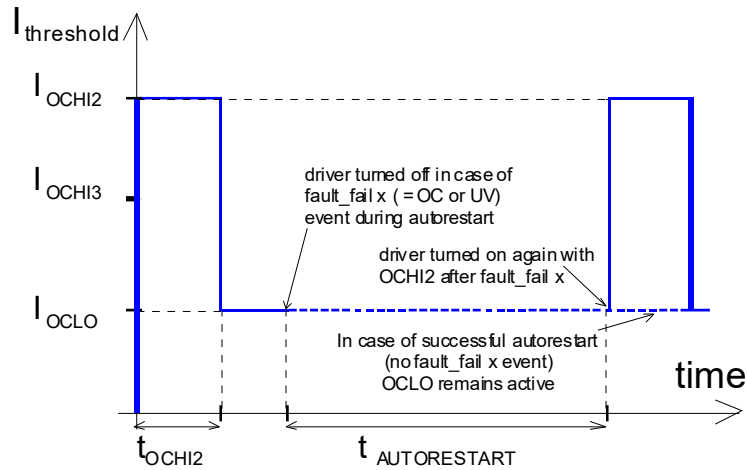 I threshold
I OCHI2
I OCHI3
driver turned off in case of
fault_fail x ( = OC or UV)
event during autorestart
driver turned on again with
OCHI2 after fault_fail x
I OCLO
In case of successful autorestart
(no fault_fail x event)
OCLO remains active
time
t OCHI2
t AUTORESTART